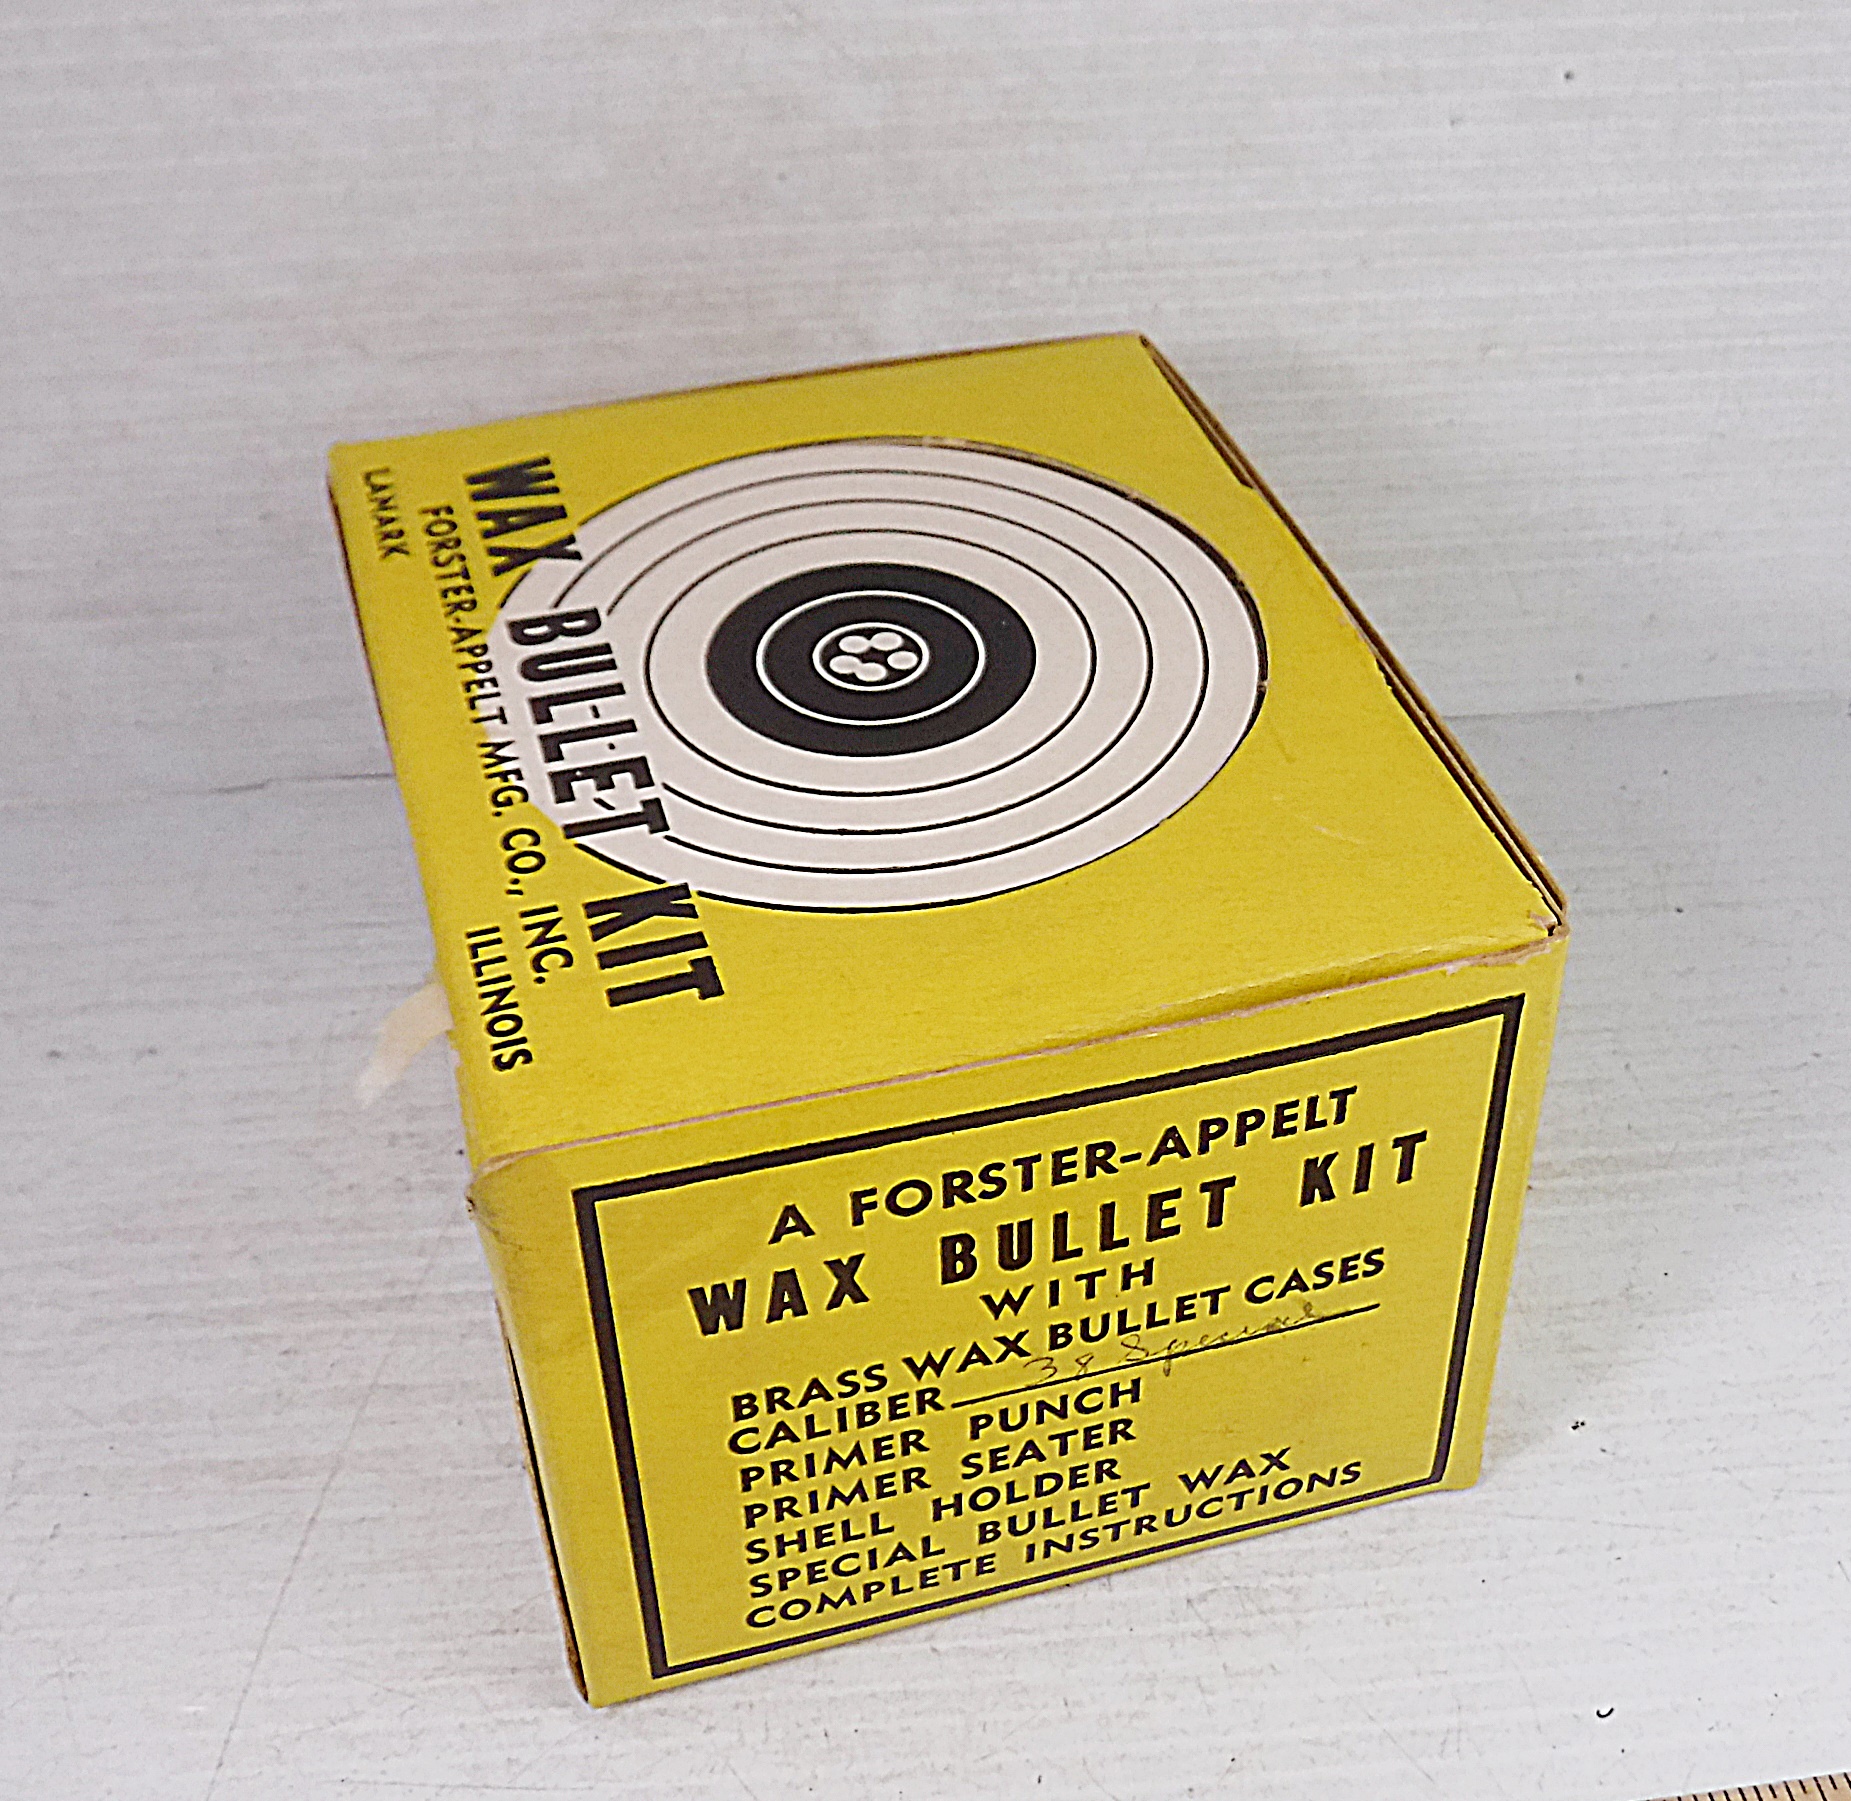 WAX BULLET KIT
FORSTER-APPELT MFG. CO., INC.
LANARK ILLINOIS
A FORSTER-APPELT
WAX BULLET KIT
WITH
BRASS WAX BULLET CASES
CALIBER 38 Special
PRIMER PUNCH
PRIMER SEATER
SHELL HOLDER
SPECIAL BULLET WAX
COMPLETE INSTRUCTIONS